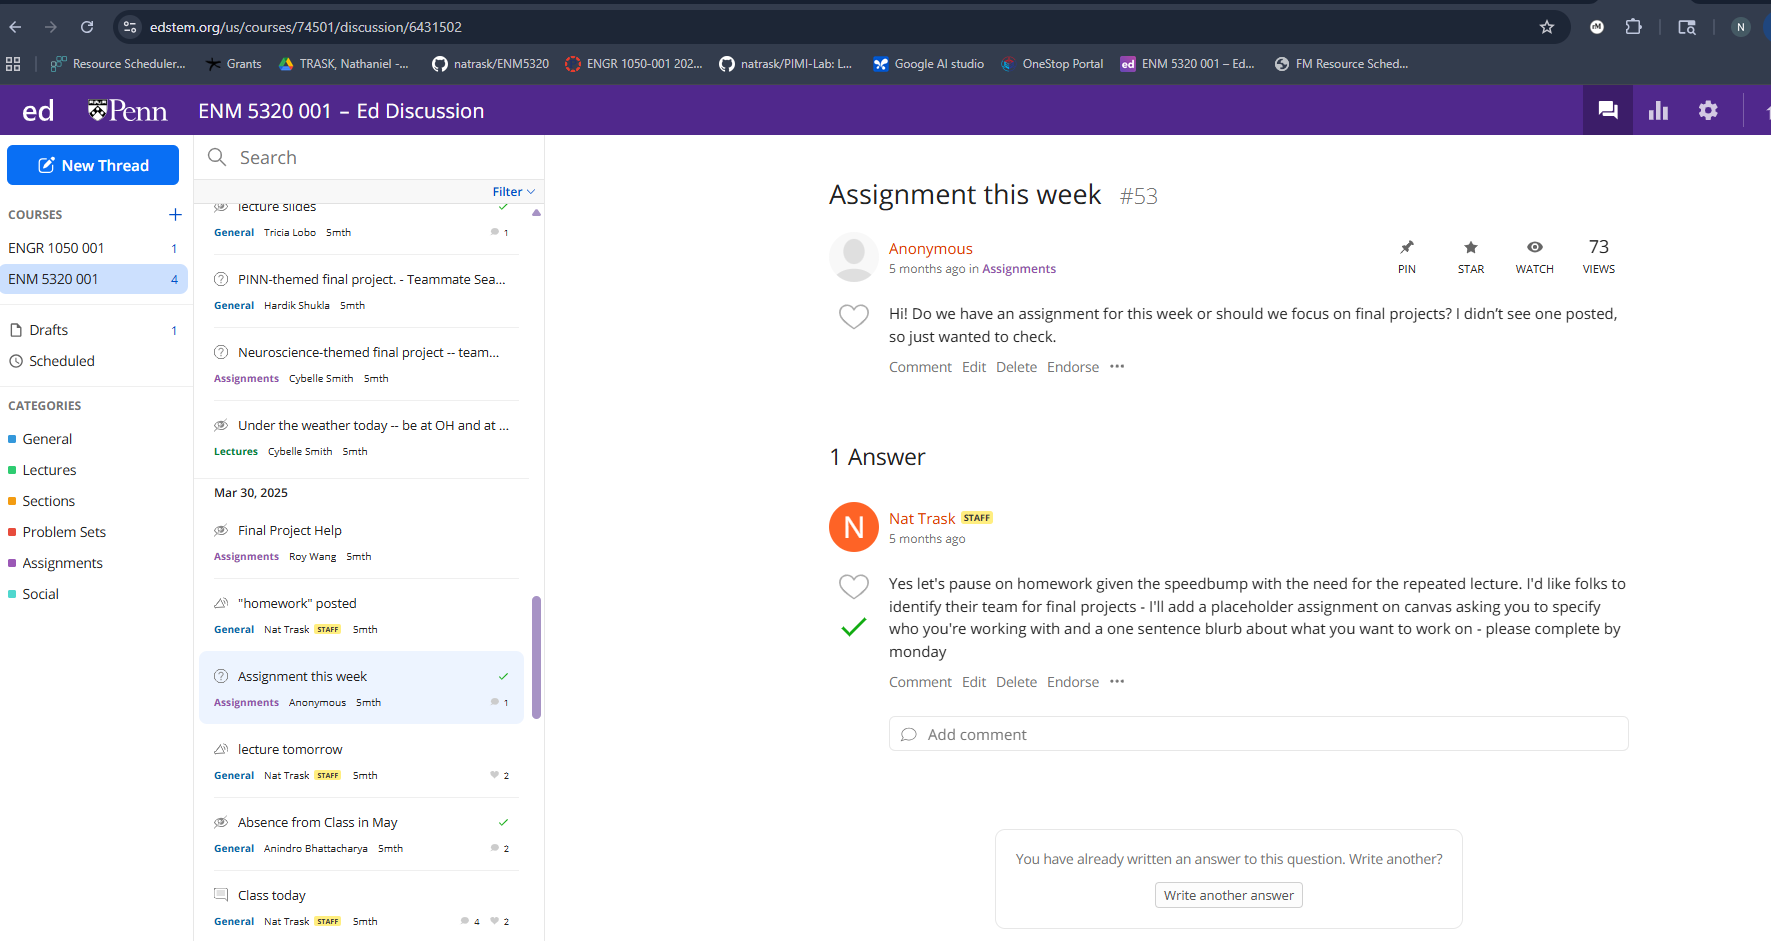 edstem.org/us/courses/74501/discussion/6431502
N
Resource Scheduler...
Grants
TRASK, Nathaniel -...
natrask/ENM5320
ENGR 1050-001 202...
natrask/PIMI-Lab: L...
Google AI studio
OneStop Portal
ed ENM 5320 001 – Ed...
FM Resource Sched...
ed Penn ENM 5320 001 – Ed Discussion
New Thread
COURSES
ENGR 1050 001 1
ENM 5320 001 4
Drafts 1
Scheduled
CATEGORIES
General
Lectures
Sections
Problem Sets
Assignments
Social
Search
Filter
lecture slides
General Tricia Lobo 5mth 1
PINN-themed final project. - Teammate Sea...
General Hardik Shukla 5mth
Neuroscience-themed final project -- team...
Assignments Cybelle Smith 5mth
Under the weather today -- be at OH and at ...
Lectures Cybelle Smith 5mth
Mar 30, 2025
Final Project Help
Assignments Roy Wang 5mth
"homework" posted
General Nat Trask STAFF 5mth
Assignment this week
Assignments Anonymous 5mth 1
lecture tomorrow
General Nat Trask STAFF 5mth 2
Absence from Class in May
General Anindro Bhattacharya 5mth 2
Class today
General Nat Trask STAFF 5mth 4 2
Assignment this week #53
Anonymous
5 months ago in Assignments
PIN
STAR
WATCH
73
VIEWS
Hi! Do we have an assignment for this week or should we focus on final projects? I didn’t see one posted,
so just wanted to check.
Comment Edit Delete Endorse ···
1 Answer
N
Nat Trask STAFF
5 months ago
Yes let's pause on homework given the speedbump with the need for the repeated lecture. I'd like folks to
identify their team for final projects - I'll add a placeholder assignment on canvas asking you to specify
who you're working with and a one sentence blurb about what you want to work on - please complete by
monday
Comment Edit Delete Endorse ···
Add comment
You have already written an answer to this question. Write another?
Write another answer